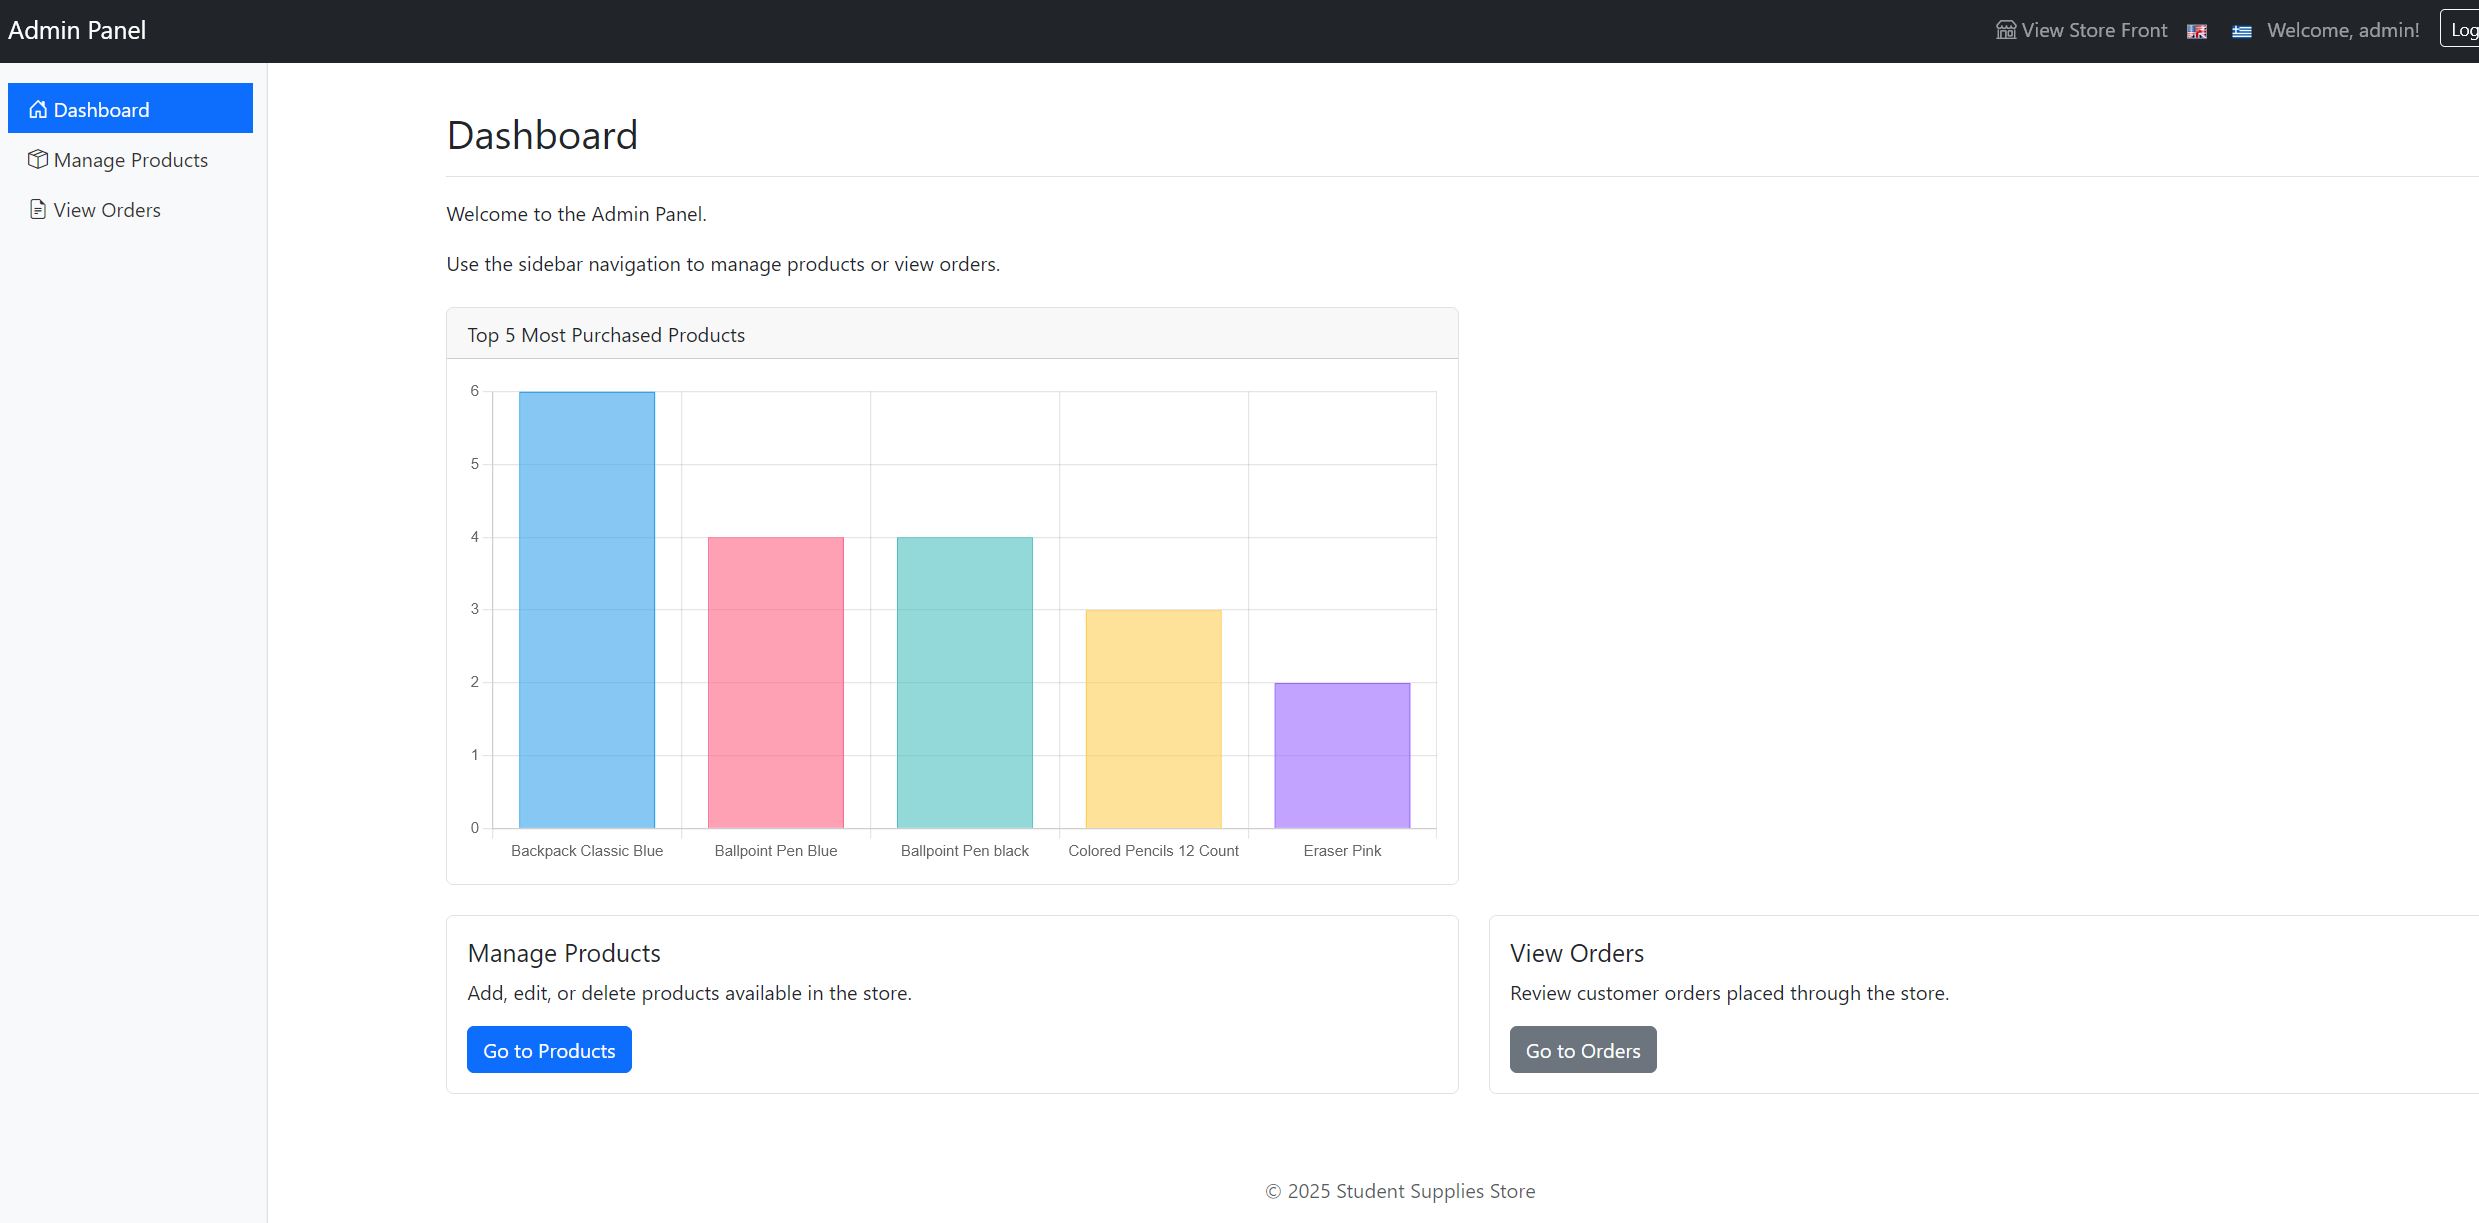 Admin Panel
View Store Front
Welcome, admin!
Log
Dashboard
Manage Products
View Orders
Dashboard
Welcome to the Admin Panel.
Use the sidebar navigation to manage products or view orders.
Top 5 Most Purchased Products
6
5
4
3
2
1
0
Backpack Classic Blue
Ballpoint Pen Blue
Ballpoint Pen black
Colored Pencils 12 Count
Eraser Pink
Manage Products
Add, edit, or delete products available in the store.
Go to Products
View Orders
Review customer orders placed through the store.
Go to Orders
© 2025 Student Supplies Store